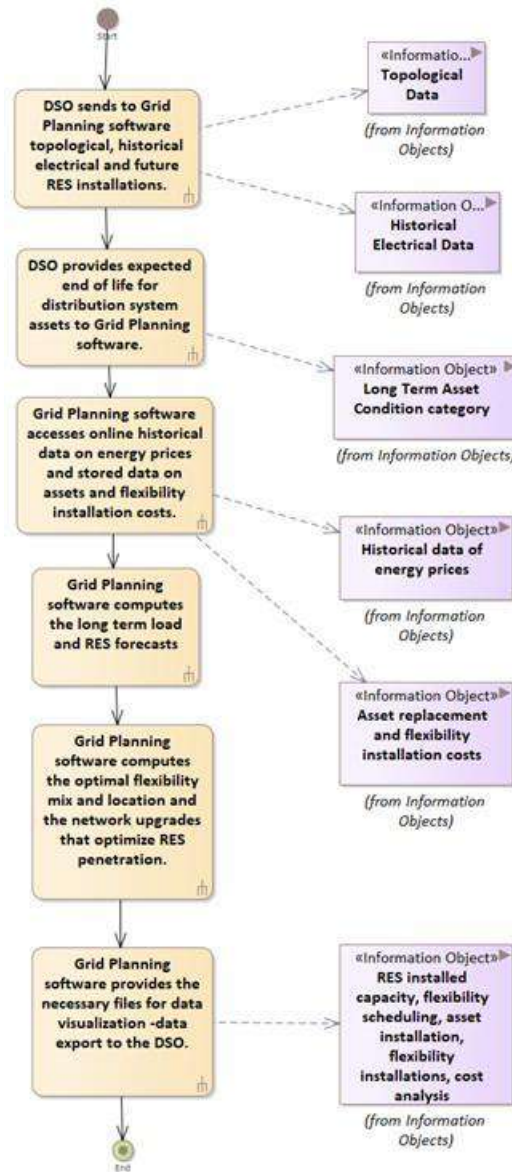 Start
DSO sends to Grid
Planning software
topological, historical
electrical and future
RES installations.
«Informatio...
Topological
Data
(from Information
Objects)
«Information O...
Historical
Electrical Data
(from Information
Objects)
DSO provides expected
end of life for
distribution system
assets to Grid Planning
software.
«Information Object»
Long Term Asset
Condition category
(from Information Objects)
Grid Planning software
accesses online historical
data on energy prices
and stored data on
assets and flexibility
installation costs.
«Information Object»
Historical data of
energy prices
(from Information
Objects)
Grid Planning
software computes
the long term load
and RES forecasts
«Information Object»
Asset replacement
and flexibility
installation costs
(from Information
Objects)
Grid Planning
software computes
the optimal flexibility
mix and location and
the network upgrades
that optimize RES
penetration.
Grid Planning
software provides the
necessary files for data
visualization -data
export to the DSO.
«Information Object»
RES installed
capacity, flexibility
scheduling, asset
installation,
flexibility
installations, cost
analysis
(from Information
Objects)
End